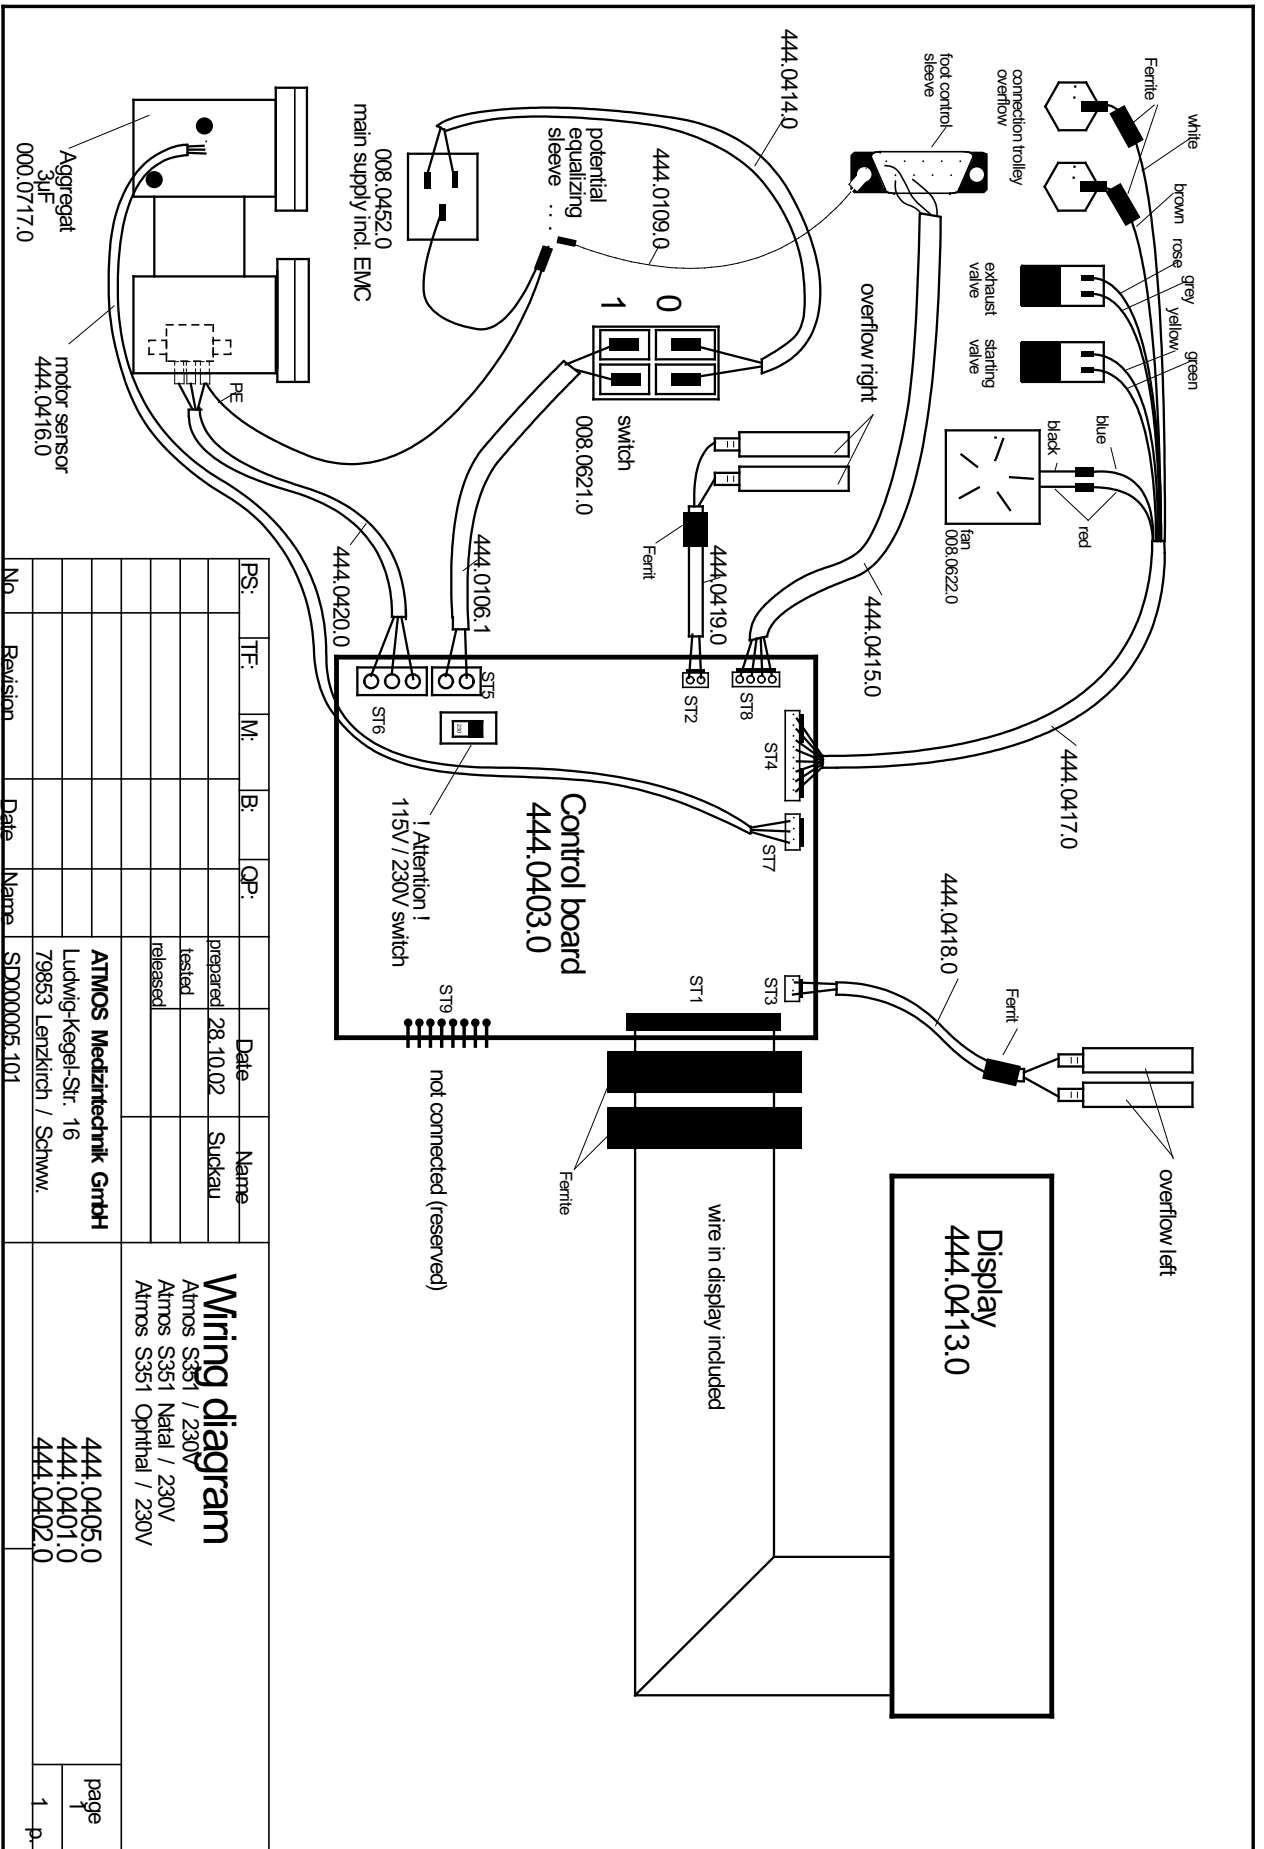 Ferrite
white
connection trolley
overflow
foot control
sleeve
444.0414.0
brown
rose
grey
yellow
green
exhaust
valve
starting
valve
potential
equalizing
sleeve
444.0109.0
008.0452.0
main supply incl. EMC
Aggregat
3µF
000.0717.0
overflow right
0
1
blue
black
red
fan
008.0622.0
switch
008.0621.0
PE
motor sensor
444.0416.0
444.0415.0
444.0419.0
Ferrit
444.0106.1
444.0420.0
444.0417.0
ST8
ST2
ST5
ST6
230
ST4
ST7
! Attention !
115V / 230V switch
Control board
444.0403.0
444.0418.0
Ferrit
ST3
ST1
ST9
overflow left
Ferrite
not connected (reserved)
wire in display included
Display
444.0413.0
PS:
TF:
M:
B:
QP:
No
Revision
Date
Name
Date
Name
prepared
28.10.02
Suckau
tested
released
ATMOS Medizintechnik GmbH
Ludwig-Kegel-Str. 16
79853 Lenzkirch / Schww.
SD000005.101
Wiring diagram
Atmos S351 / 230V
Atmos S351 Natal / 230V
Atmos S351 Ophthal / 230V
444.0405.0
444.0401.0
444.0402.0
page
1
1 p.